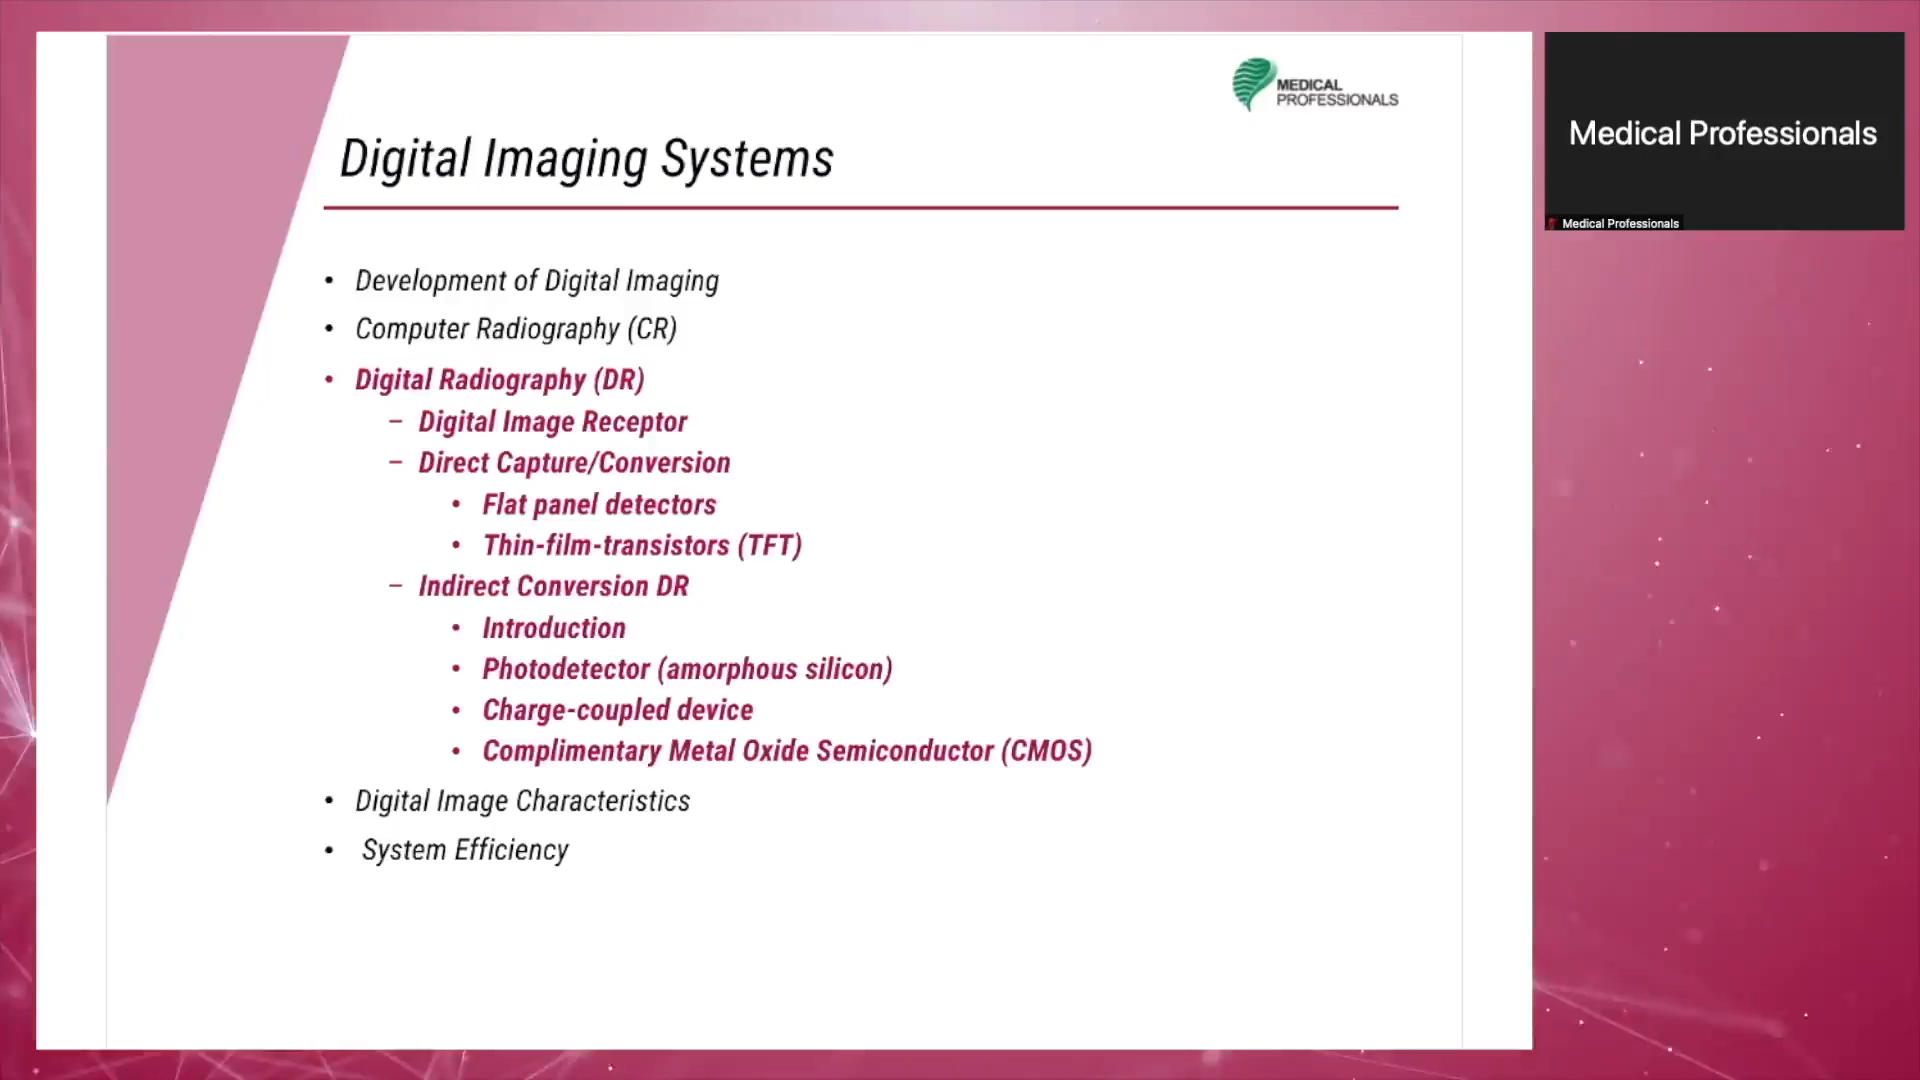 MEDICAL
PROFESSIONALS
Digital Imaging Systems
• Development of Digital Imaging
• Computer Radiography (CR)
• Digital Radiography (DR)
– Digital Image Receptor
– Direct Capture/Conversion
• Flat panel detectors
• Thin-film-transistors (TFT)
– Indirect Conversion DR
• Introduction
• Photodetector (amorphous silicon)
• Charge-coupled device
• Complimentary Metal Oxide Semiconductor (CMOS)
• Digital Image Characteristics
• System Efficiency
Medical Professionals
Medical Professionals